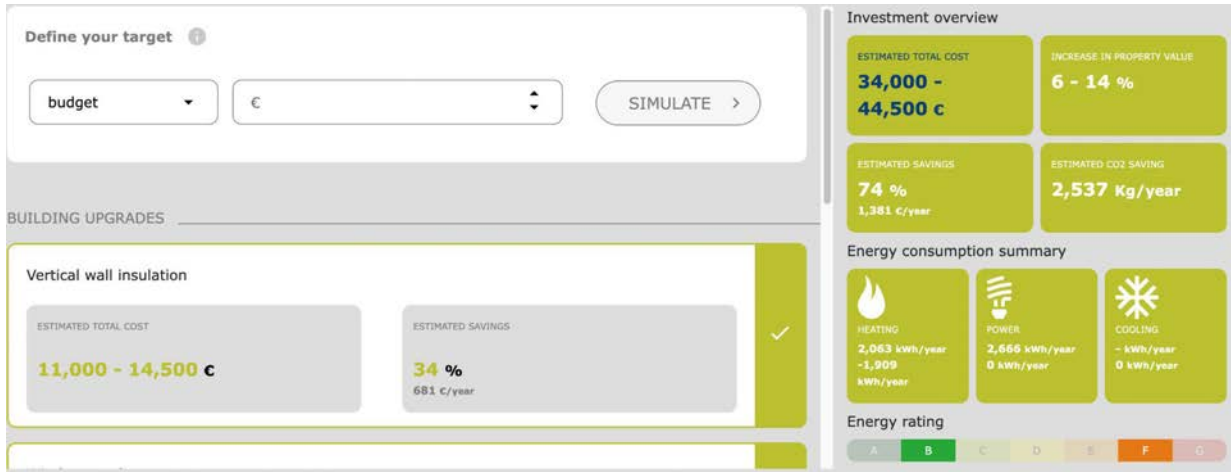 Define your target
budget
€
SIMULATE >
BUILDING UPGRADES
Vertical wall insulation
ESTIMATED TOTAL COST
11,000 - 14,500 €
ESTIMATED SAVINGS
34 %
681 €/year
Investment overview
ESTIMATED TOTAL COST
34,000 -
44,500 €
INCREASE IN PROPERTY VALUE
6 - 14 %
ESTIMATED SAVINGS
74 %
1,381 €/year
ESTIMATED CO2 SAVING
2,537 Kg/year
Energy consumption summary
HEATING
2,063 kWh/year
-1,909
kWh/year
POWER
2,666 kWh/year
0 kWh/year
COOLING
- kWh/year
0 kWh/year
Energy rating
A B C D E F G